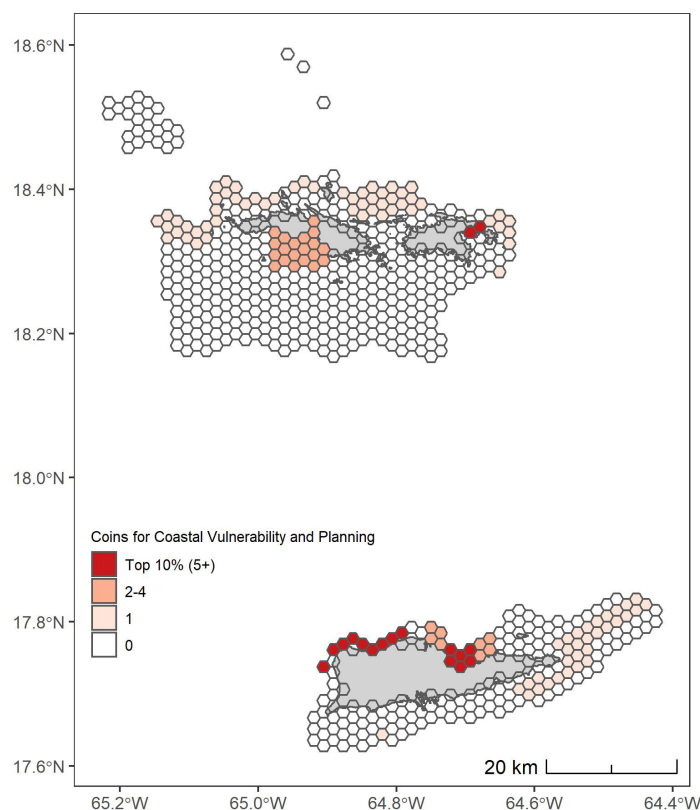 18.6°N
18.4°N
18.2°N
18.0°N
Coins for Coastal Vulnerability and Planning
Top 10% (5+)
2-4
1
0
17.8°N
17.6°N
20 km
65.2°W 65.0°W 64.8°W 64.6°W 64.4°W